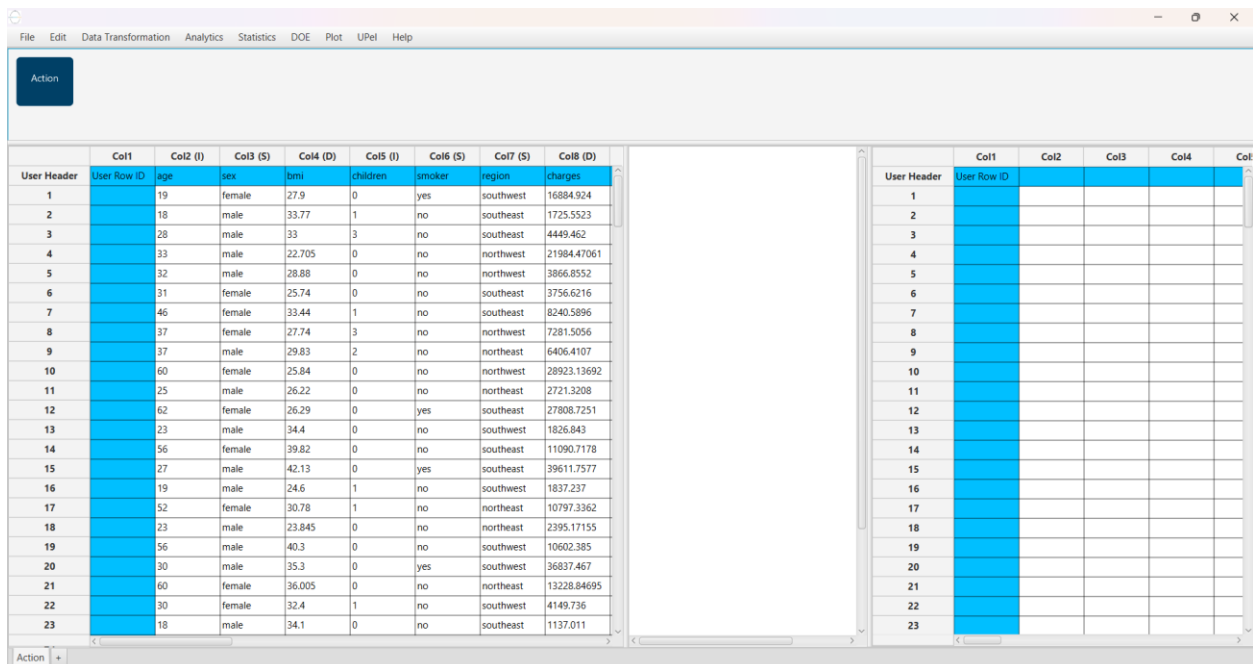 File Edit Data Transformation Analytics Statistics DOE Plot UPel Help
Action
Col1 Col2 (I) Col3 (S) Col4 (D) Col5 (I) Col6 (S) Col7 (S) Col8 (D) Col1 Col2 Col3 Col4
User Header User Row ID age sex bmi children smoker region charges User Header User Row ID
1 19 female 27.9 0 yes southwest 16884.924 1
2 18 male 33.77 1 no southeast 1725.5523 2
3 28 male 33 3 no southeast 4449.462 3
4 33 male 22.705 0 no northwest 21984.47061 4
5 32 male 28.88 0 no northwest 3866.8552 5
6 31 female 25.74 0 no southeast 3756.6216 6
7 46 female 33.44 1 no southeast 8240.5896 7
8 37 female 27.74 3 no northwest 7281.5056 8
9 37 male 29.83 2 no northeast 6406.4107 9
10 60 female 25.84 0 no northwest 28923.13692 10
11 25 male 26.22 0 no northeast 2721.3208 11
12 62 female 26.29 0 yes southeast 27808.7251 12
13 23 male 34.4 0 no southwest 1826.843 13
14 56 female 39.82 0 no southeast 11090.7178 14
15 27 male 42.13 0 yes southeast 39611.7577 15
16 19 male 24.6 1 no southwest 1837.237 16
17 52 female 30.78 1 no northeast 10797.3362 17
18 23 male 23.845 0 no northeast 2395.17155 18
19 56 male 40.3 0 no southwest 10602.385 19
20 30 male 35.3 0 yes southwest 36837.467 20
21 60 female 36.005 0 no northeast 13228.84695 21
22 30 female 32.4 1 no southwest 4149.736 22
23 18 male 34.1 0 no southeast 1137.011 23
Action +